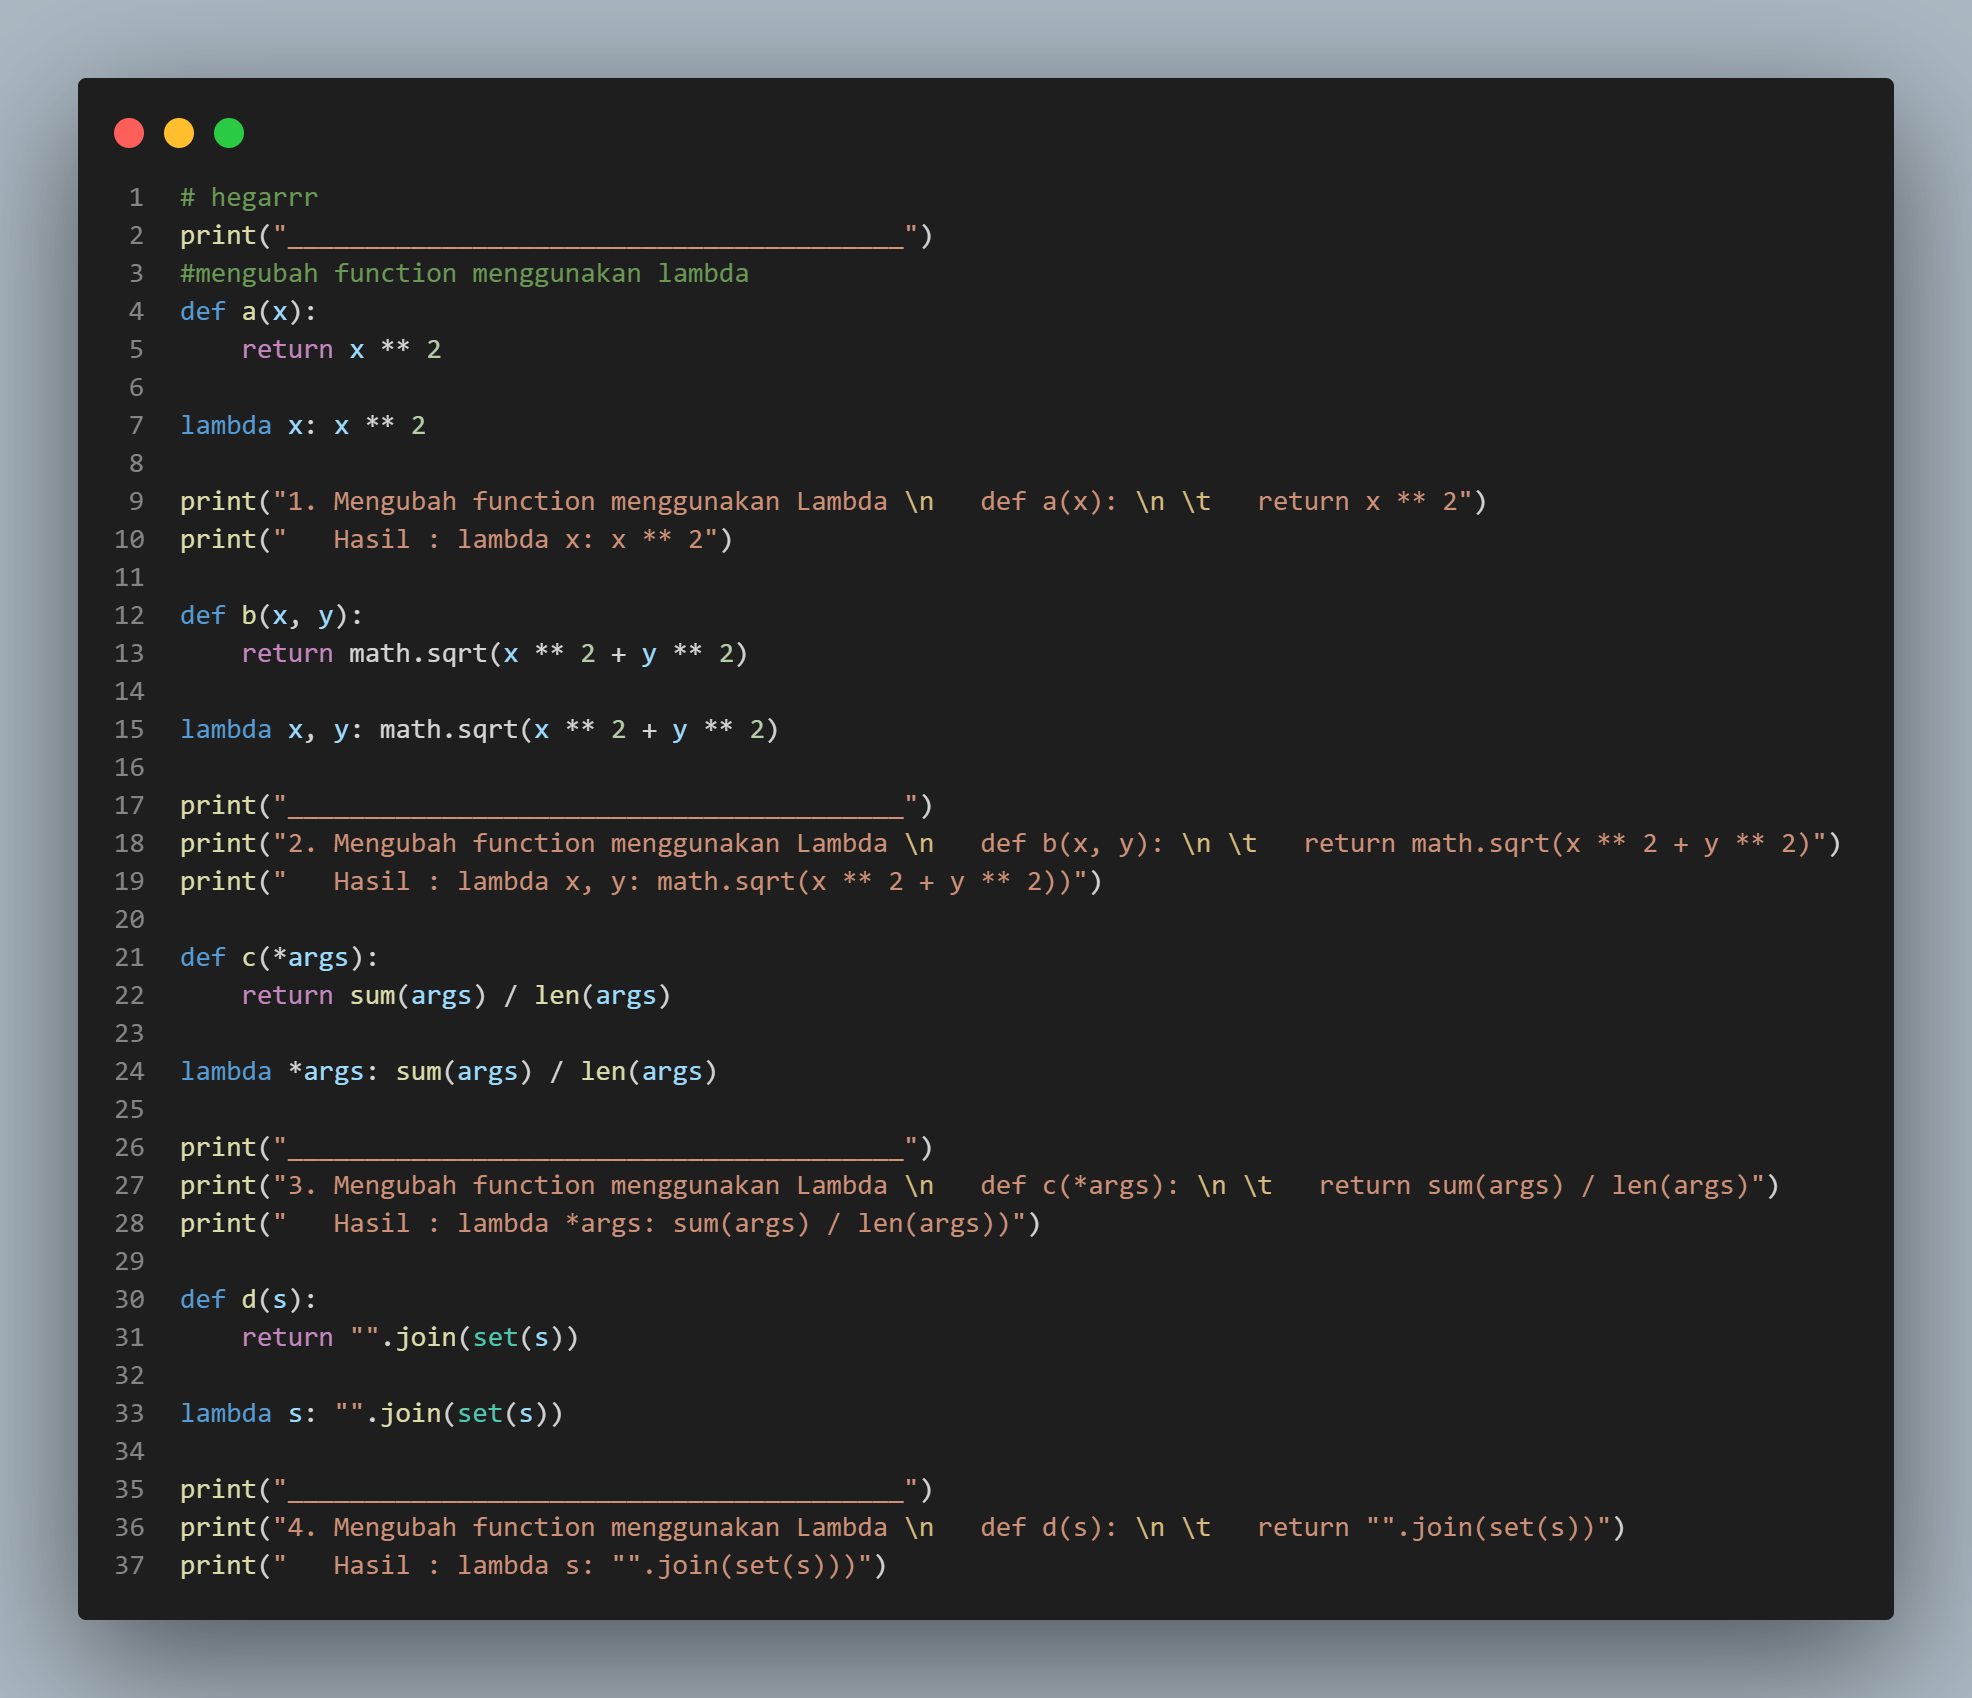 1 # hegarrr
2 print("________________________________________")
3 #mengubah function menggunakan lambda
4 def a(x):
5     return x ** 2
6
7 lambda x: x ** 2
8
9 print("1. Mengubah function menggunakan Lambda \n   def a(x): \n \t   return x ** 2")
10 print("   Hasil : lambda x: x ** 2")
11
12 def b(x, y):
13     return math.sqrt(x ** 2 + y ** 2)
14
15 lambda x, y: math.sqrt(x ** 2 + y ** 2)
16
17 print("________________________________________")
18 print("2. Mengubah function menggunakan Lambda \n   def b(x, y): \n \t   return math.sqrt(x ** 2 + y ** 2)")
19 print("   Hasil : lambda x, y: math.sqrt(x ** 2 + y ** 2))")
20
21 def c(*args):
22     return sum(args) / len(args)
23
24 lambda *args: sum(args) / len(args)
25
26 print("________________________________________")
27 print("3. Mengubah function menggunakan Lambda \n   def c(*args): \n \t   return sum(args) / len(args)")
28 print("   Hasil : lambda *args: sum(args) / len(args))")
29
30 def d(s):
31     return "".join(set(s))
32
33 lambda s: "".join(set(s))
34
35 print("________________________________________")
36 print("4. Mengubah function menggunakan Lambda \n   def d(s): \n \t   return "".join(set(s))")
37 print("   Hasil : lambda s: "".join(set(s)))")